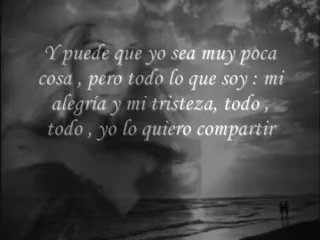 Y puede que yo sea muy poca
cosa , pero todo lo que soy : mi
alegría y mi tristeza, todo ,
todo , yo lo quiero compartir